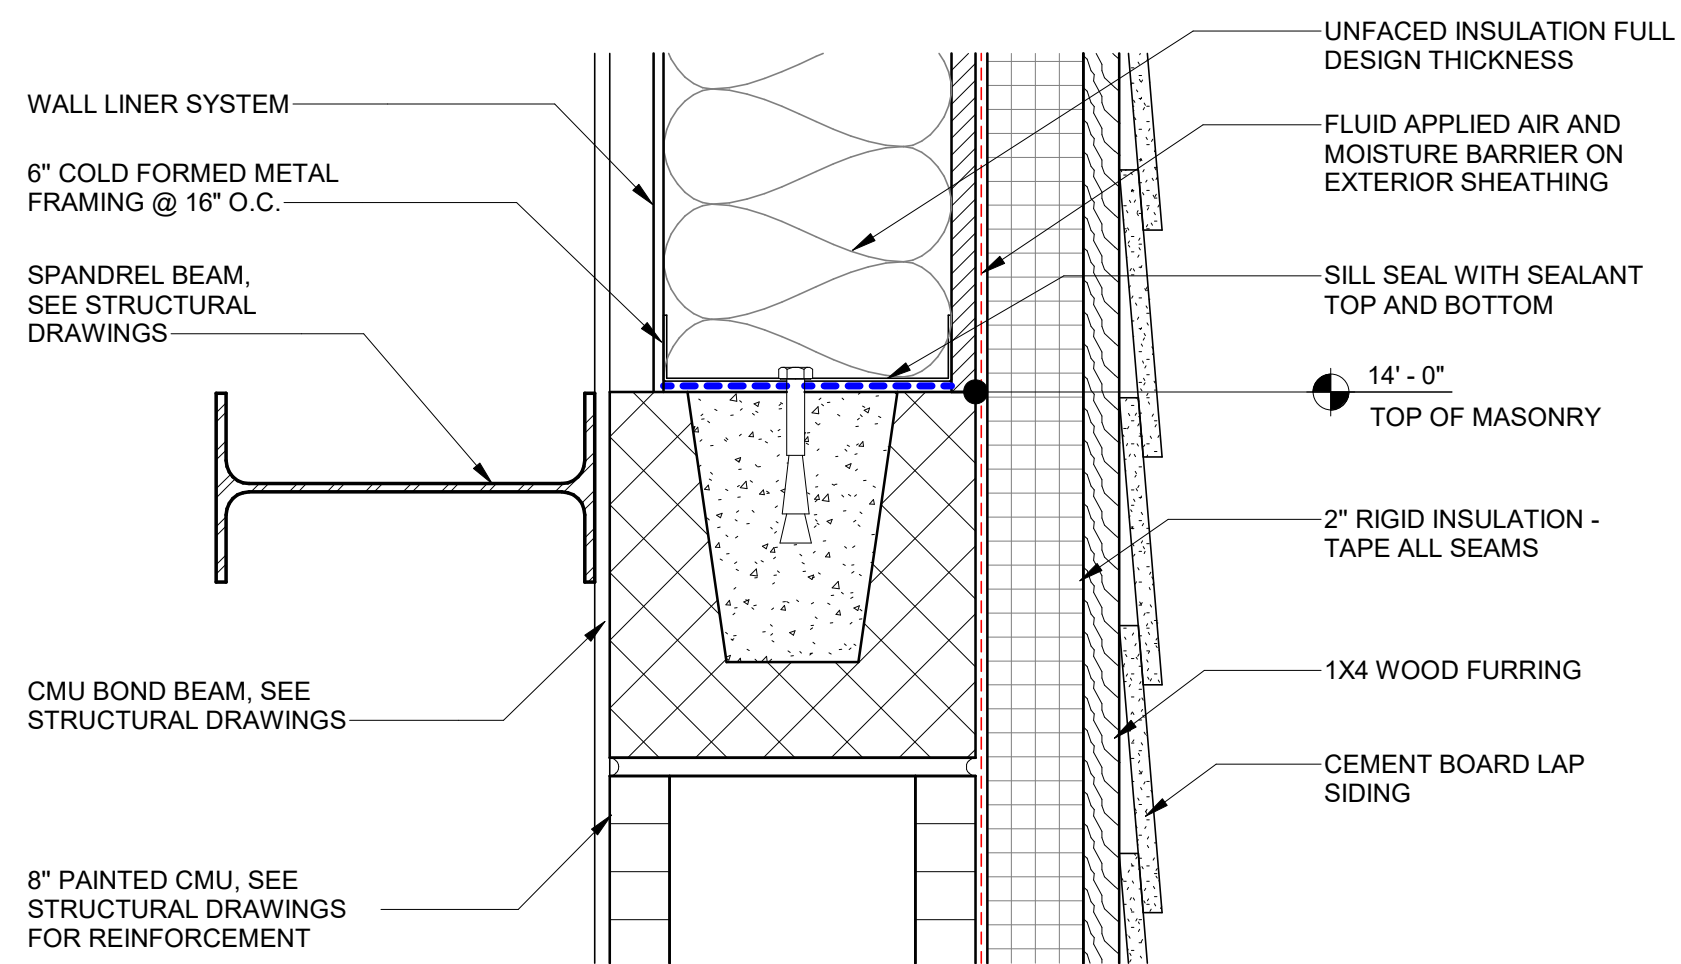 WALL LINER SYSTEM
6" COLD FORMED METAL
FRAMING @ 16" O.C.
SPANDREL BEAM,
SEE STRUCTURAL
DRAWINGS
CMU BOND BEAM, SEE
STRUCTURAL DRAWINGS
8" PAINTED CMU, SEE
STRUCTURAL DRAWINGS
FOR REINFORCEMENT
UNFACED INSULATION FULL
DESIGN THICKNESS
FLUID APPLIED AIR AND
MOISTURE BARRIER ON
EXTERIOR SHEATHING
SILL SEAL WITH SEALANT
TOP AND BOTTOM
14' - 0"
TOP OF MASONRY
2" RIGID INSULATION -
TAPE ALL SEAMS
1X4 WOOD FURRING
CEMENT BOARD LAP
SIDING